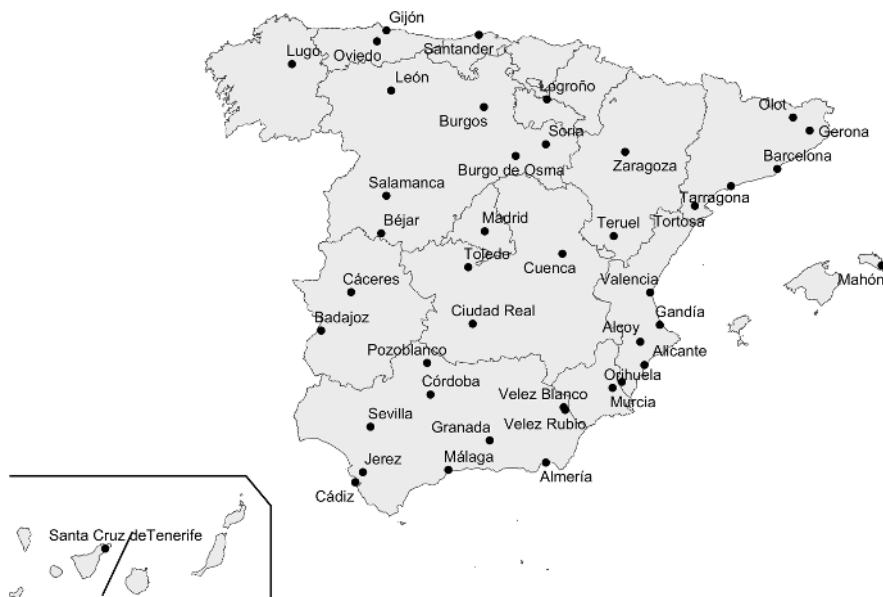 Gijón
Lugo
Oviedo
Santander
León
Logroño
Burgos
Olot
Soria
Gerona
Burgo de Osma
Zaragoza
Barcelona
Salamanca
Tarragona
Béjar
Madrid
Teruel
Tortosa
Toledo
Cuenca
Mahón
Cáceres
Valencia
Badajoz
Ciudad Real
Gandía
Alcoy
Pozoblanco
Alicante
Córdoba
Orihuela
Velez Blanco
Murcia
Sevilla
Granada
Velez Rubio
Jerez
Málaga
Almería
Cádiz
Santa Cruz deTenerife